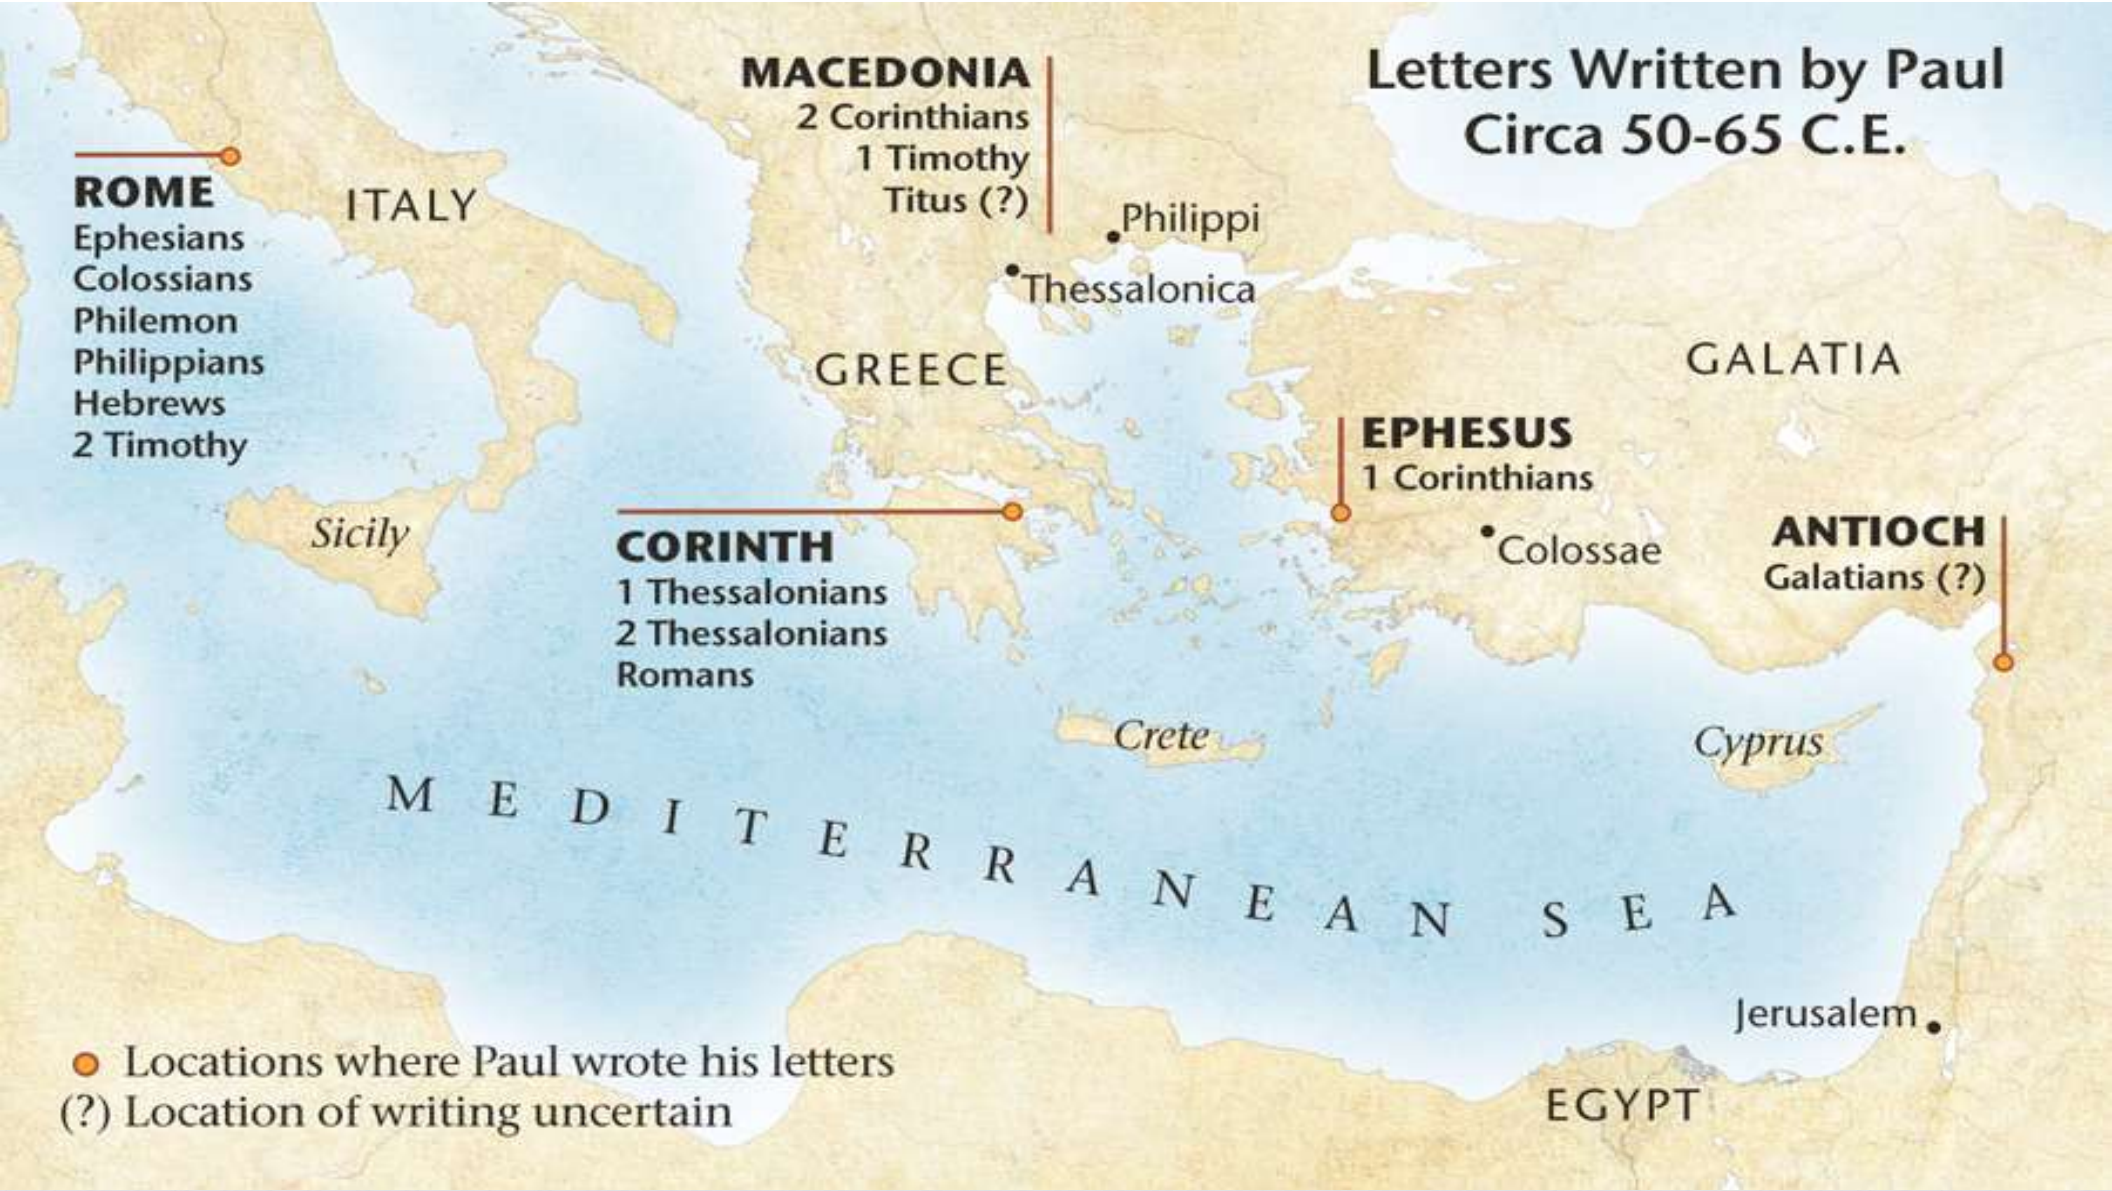 Letters Written by Paul
Circa 50-65 C.E.
MACEDONIA
2 Corinthians
1 Timothy
Titus (?)
Philippi
Thessalonica
ROME
Ephesians
Colossians
Philemon
Philippians
Hebrews
2 Timothy
ITALY
GREECE
GALATIA
EPHESUS
1 Corinthians
Colossae
ANTIOCH
Galatians (?)
Sicily
CORINTH
1 Thessalonians
2 Thessalonians
Romans
Crete
Cyprus
MEDITERRANEAN SEA
Jerusalem
EGYPT
Locations where Paul wrote his letters
(?) Location of writing uncertain